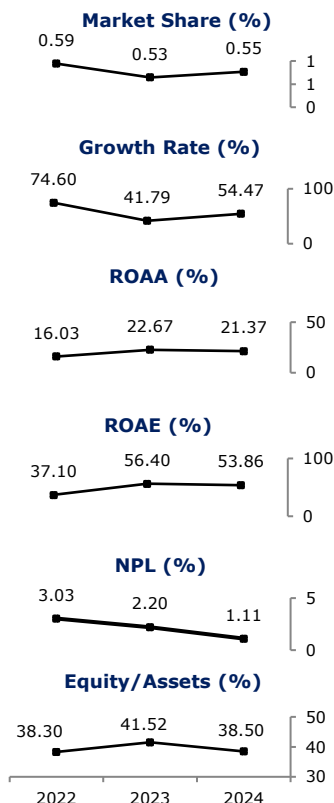 Market Share (%)
0.59 0.53 0.55
1
1
0
Growth Rate (%)
74.60 41.79 54.47
100
0
ROAA (%)
16.03 22.67 21.37
50
0
ROAE (%)
37.10 56.40 53.86
100
0
NPL (%)
3.03 2.20 1.11
5
0
Equity/Assets (%)
38.30 41.52 38.50
50
40
30
2022 2023 2024